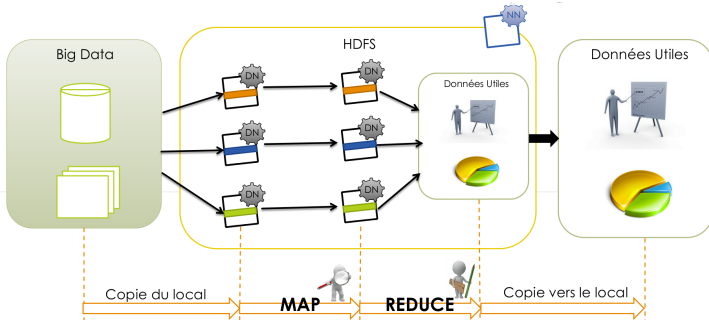 NN
Big Data
HDFS
Données Utiles
DN
DN
Données Utiles
DN
DN
DN
DN
Copie du local
MAP
REDUCE
Copie vers le local